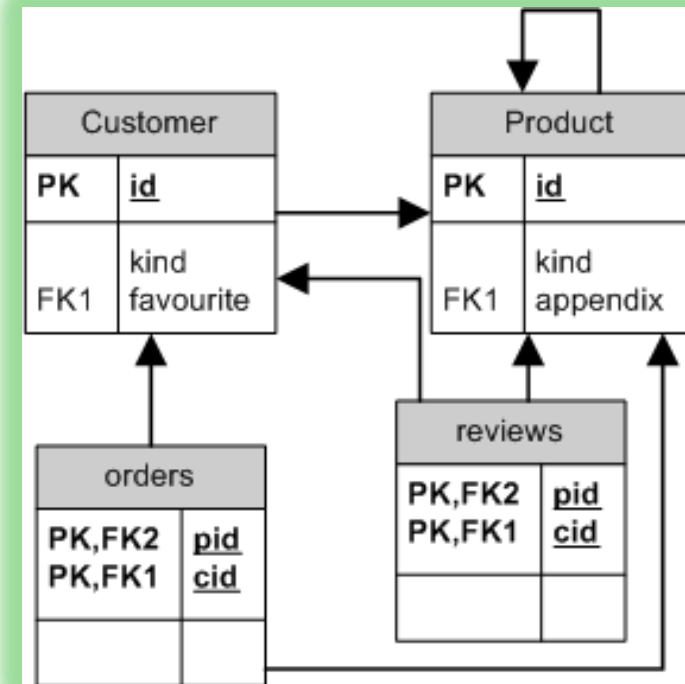 Customer
PK id
kind
FK1 favourite
Product
PK id
kind
FK1 appendix
orders
PK,FK2 pid
PK,FK1 cid
reviews
PK,FK2 pid
PK,FK1 cid